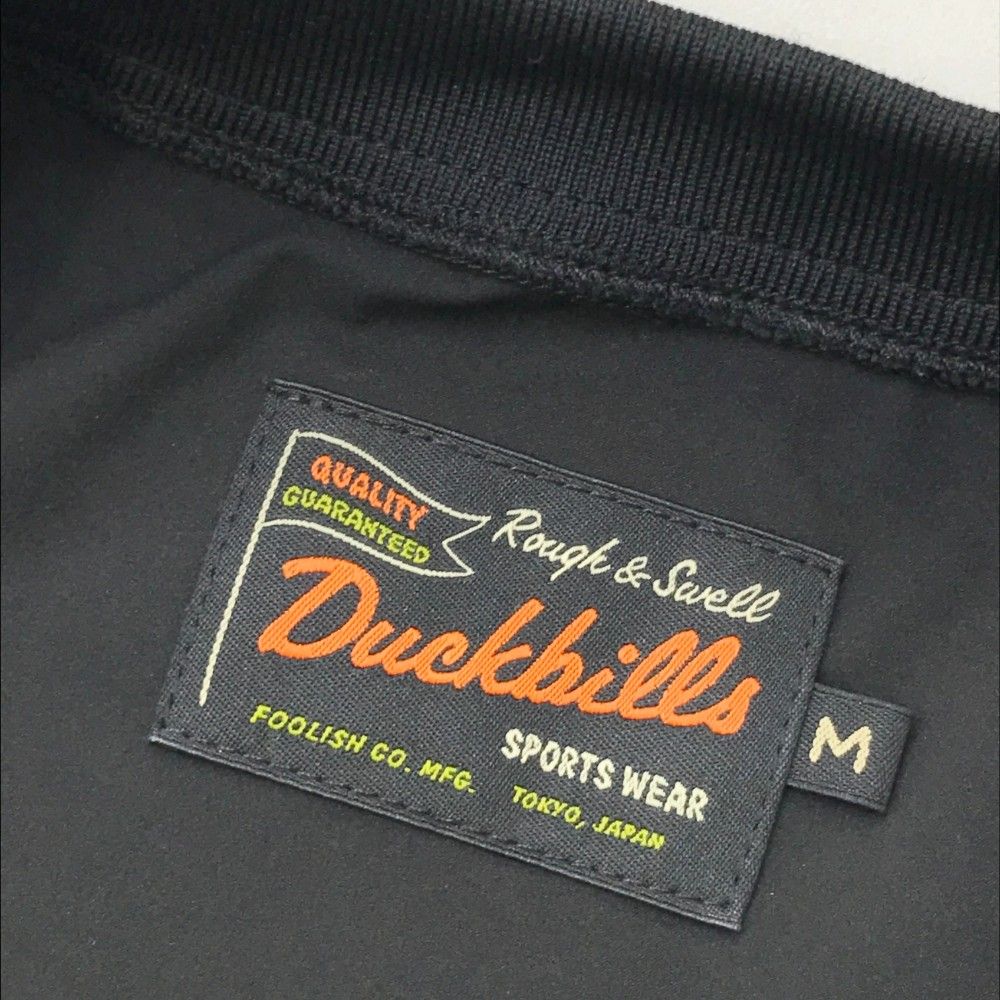 QUALITY
GUARANTEED
Rough & Swell
Duckbills
SPORTS WEAR
FOOLISH CO. MFG.
TOKYO, JAPAN
M